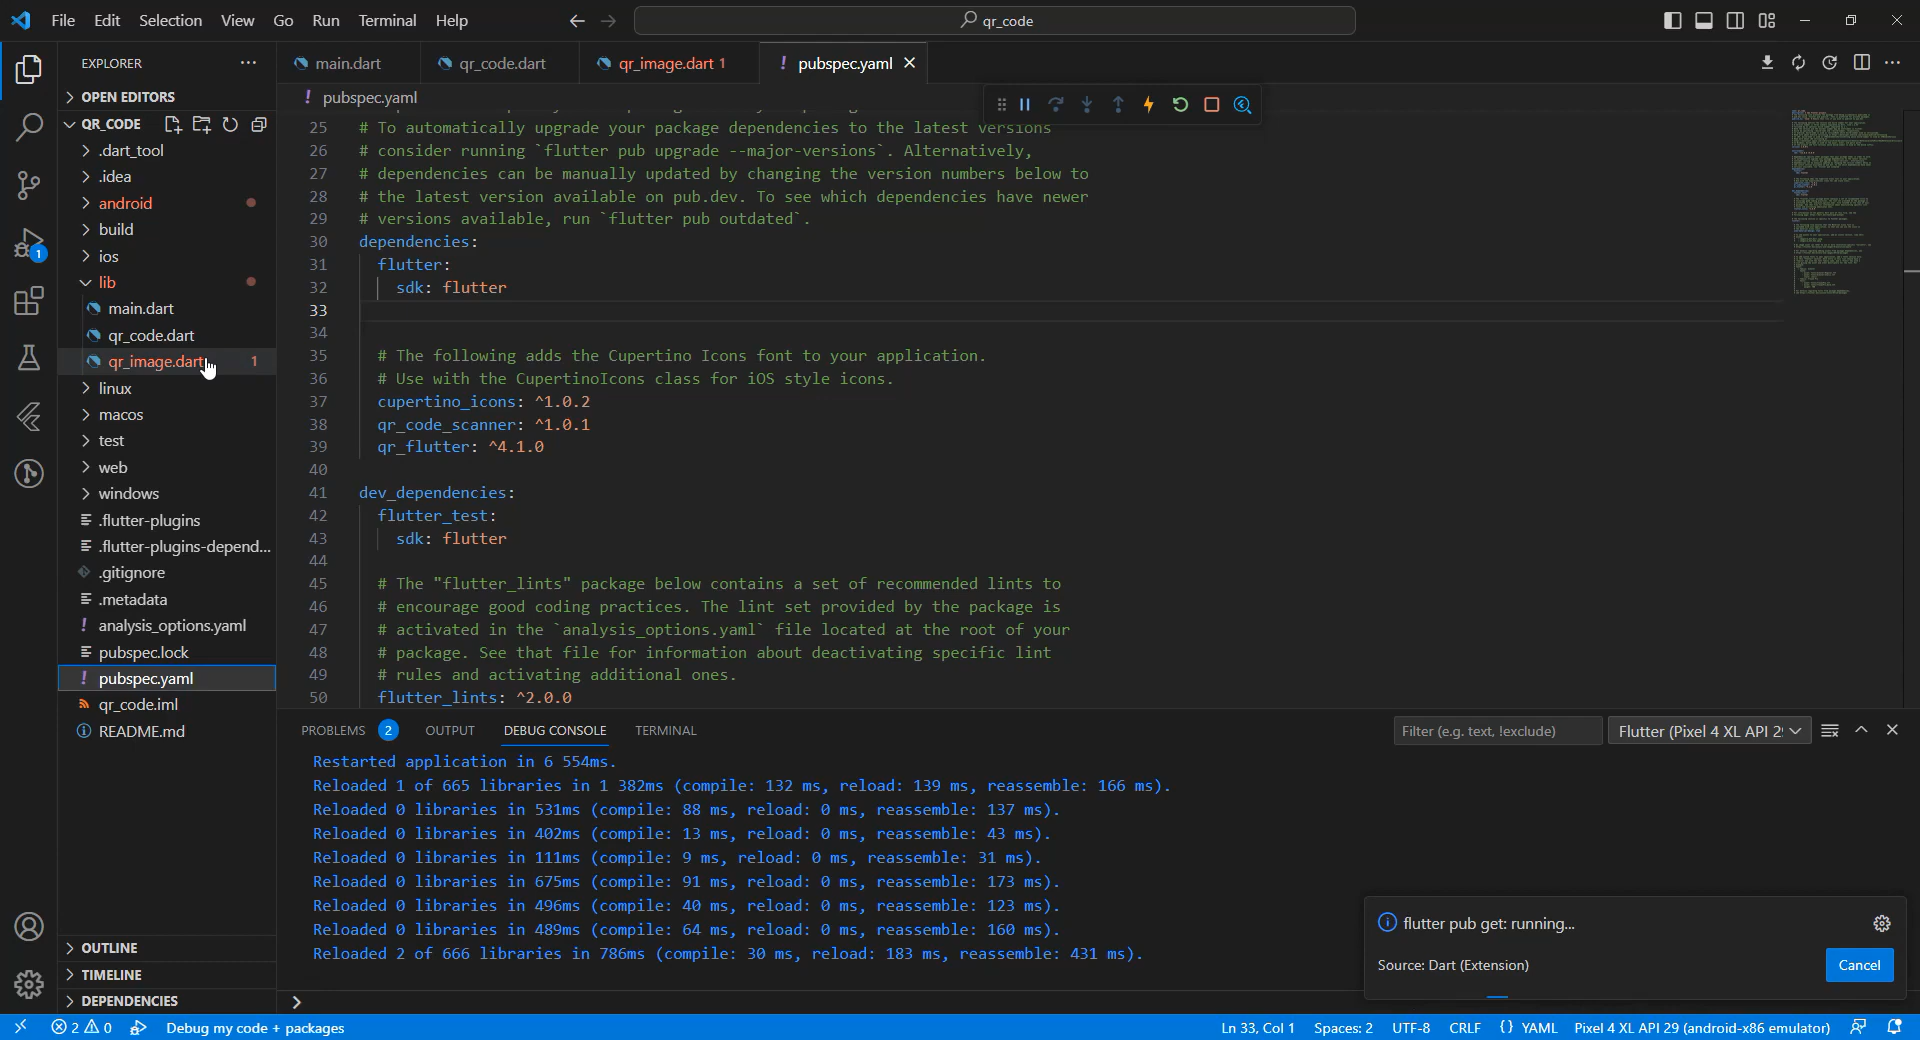 File Edit Selection View Go Run Terminal Help
qr_code
EXPLORER
OPEN EDITORS
QR_CODE
.dart_tool
.idea
android
build
ios
lib
main.dart
qr_code.dart
qr_image.dart 1
linux
macos
test
web
windows
.flutter-plugins
.flutter-plugins-depend...
.gitignore
.metadata
analysis_options.yaml
pubspec.lock
pubspec.yaml
qr_code.iml
README.md
OUTLINE
TIMELINE
DEPENDENCIES
1
main.dart
qr_code.dart
qr_image.dart 1
! pubspec.yaml
! pubspec.yaml
25 # To automatically upgrade your package dependencies to the latest versions
26 # consider running `flutter pub upgrade --major-versions`. Alternatively,
27 # dependencies can be manually updated by changing the version numbers below to
28 # the latest version available on pub.dev. To see which dependencies have newer
29 # versions available, run `flutter pub outdated`.
30 dependencies:
31 flutter:
32 sdk: flutter
33
34
35 # The following adds the Cupertino Icons font to your application.
36 # Use with the CupertinoIcons class for iOS style icons.
37 cupertino_icons: ^1.0.2
38 qr_code_scanner: ^1.0.1
39 qr_flutter: ^4.1.0
40
41 dev_dependencies:
42 flutter_test:
43 sdk: flutter
44
45 # The "flutter_lints" package below contains a set of recommended lints to
46 # encourage good coding practices. The lint set provided by the package is
47 # activated in the `analysis_options.yaml` file located at the root of your
48 # package. See that file for information about deactivating specific lint
49 # rules and activating additional ones.
50 flutter_lints: ^2.0.0
PROBLEMS 2 OUTPUT DEBUG CONSOLE TERMINAL
Filter (e.g. text, !exclude)
Flutter (Pixel 4 XL API 2
Restarted application in 6 554ms.
Reloaded 1 of 665 libraries in 1 382ms (compile: 132 ms, reload: 139 ms, reassemble: 166 ms).
Reloaded 0 libraries in 531ms (compile: 88 ms, reload: 0 ms, reassemble: 137 ms).
Reloaded 0 libraries in 402ms (compile: 13 ms, reload: 0 ms, reassemble: 43 ms).
Reloaded 0 libraries in 111ms (compile: 9 ms, reload: 0 ms, reassemble: 31 ms).
Reloaded 0 libraries in 675ms (compile: 91 ms, reload: 0 ms, reassemble: 173 ms).
Reloaded 0 libraries in 496ms (compile: 40 ms, reload: 0 ms, reassemble: 123 ms).
Reloaded 0 libraries in 489ms (compile: 64 ms, reload: 0 ms, reassemble: 160 ms).
Reloaded 2 of 666 libraries in 786ms (compile: 30 ms, reload: 183 ms, reassemble: 431 ms).
flutter pub get: running...
Source: Dart (Extension)
Cancel
2 0 Debug my code + packages
Ln 33, Col 1 Spaces: 2 UTF-8 CRLF {} YAML Pixel 4 XL API 29 (android-x86 emulator)